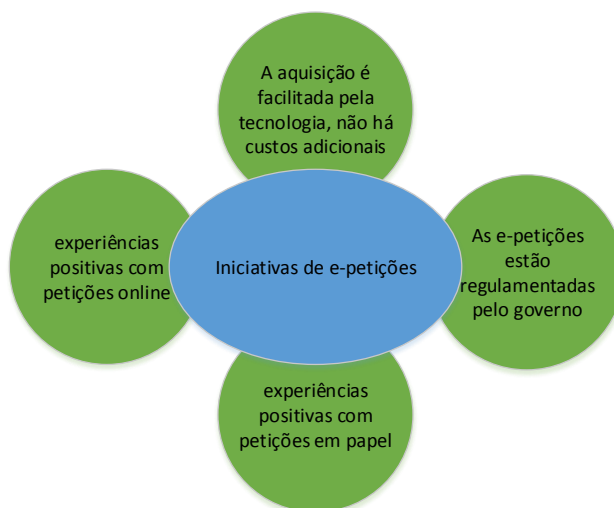 A aquisição é
facilitada pela
tecnologia, não há
custos adicionais
experiências
positivas com
petições online
Iniciativas de e-petições
As e-petições
estão
regulamentadas
pelo governo
experiências
positivas com
petições em papel